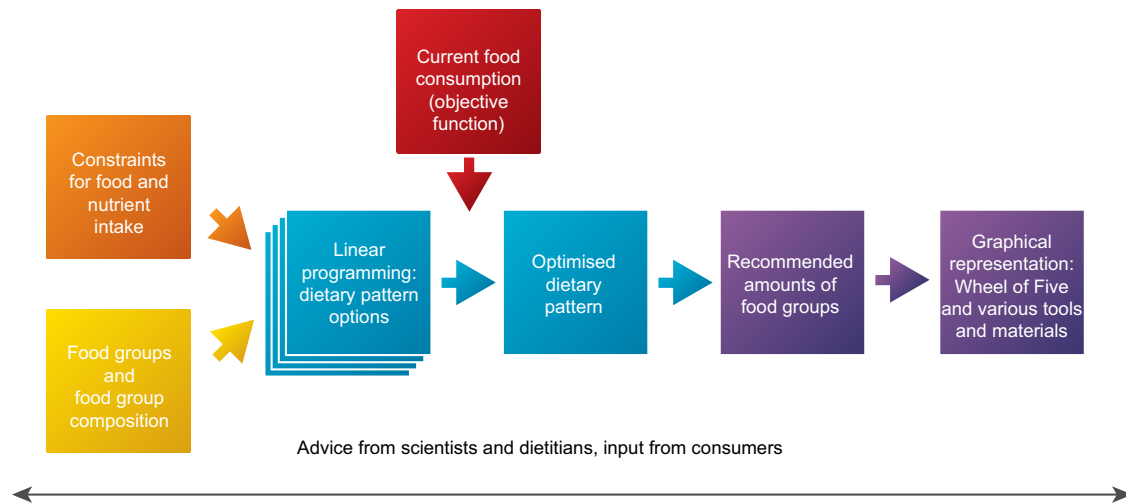 Current food
consumption
(objective
function)
Constraints
for food and
nutrient
intake
Linear
programming:
dietary pattern
options
Optimised
dietary
pattern
Recommended
amounts of
food groups
Graphical
representation:
Wheel of Five
and various tools
and materials
Food groups
and
food group
composition
Advice from scientists and dietitians, input from consumers